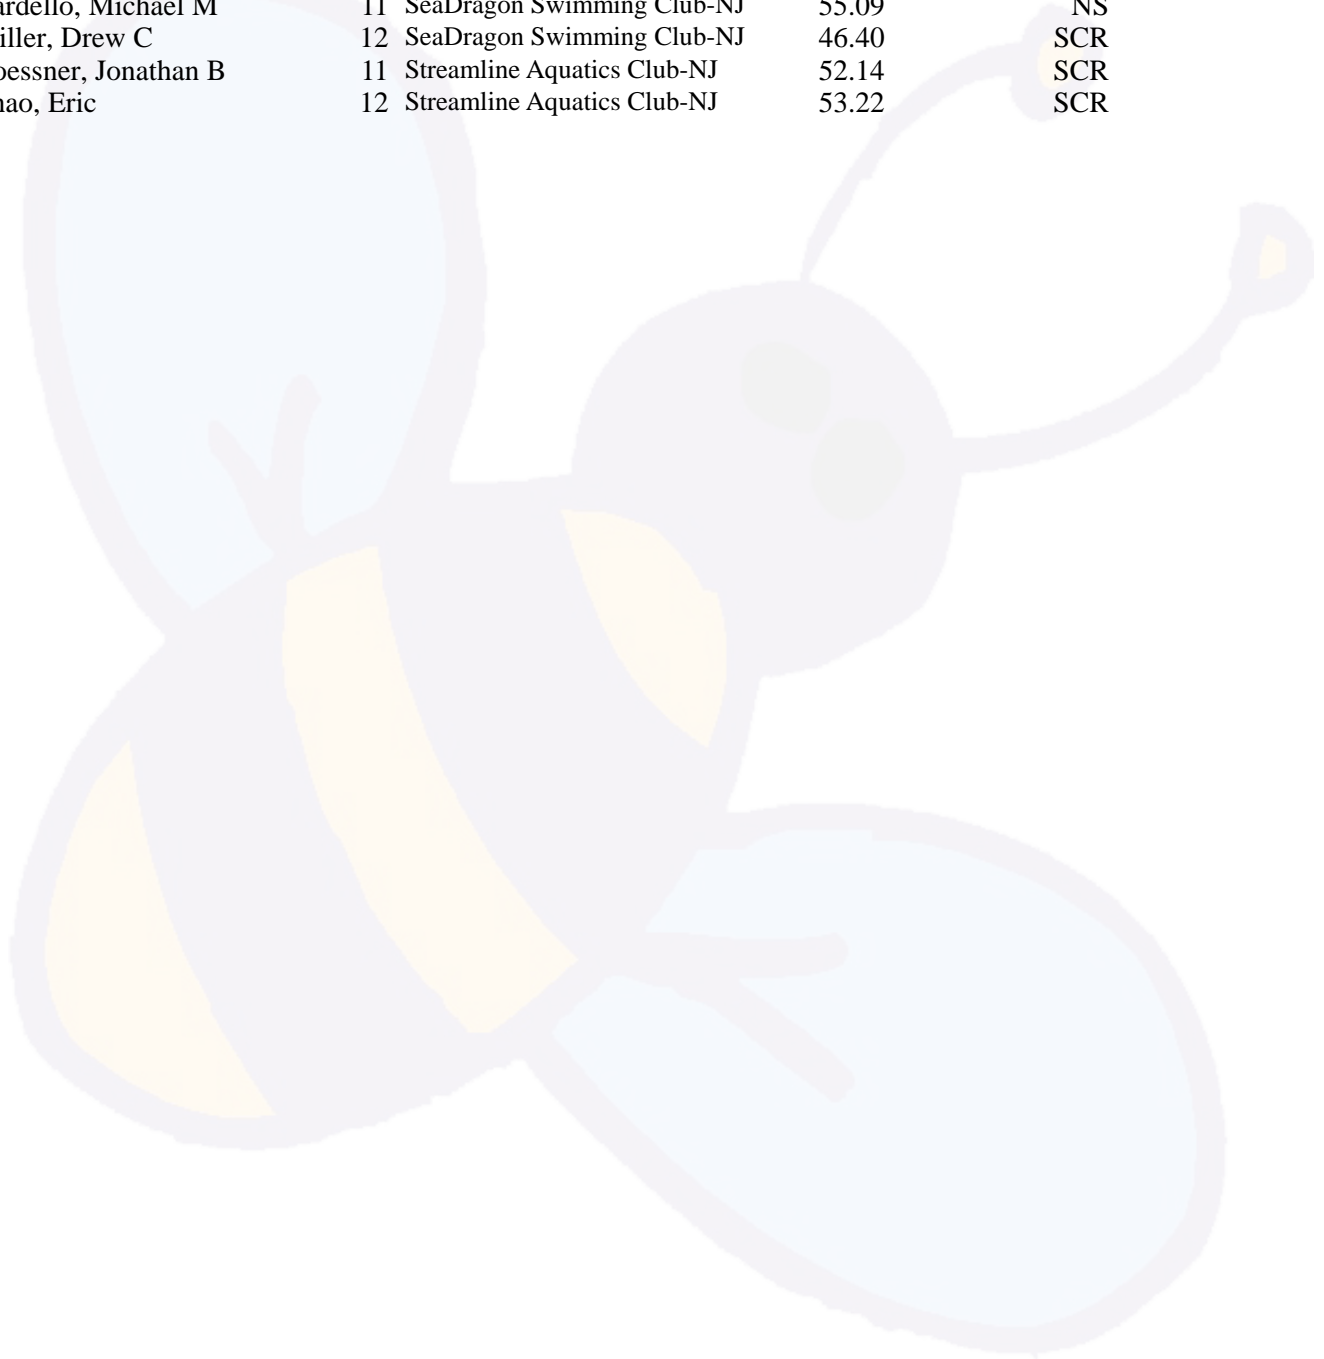 ardello, Michael M 11 SeaDragon Swimming Club-NJ 55.09 NS
iller, Drew C 12 SeaDragon Swimming Club-NJ 46.40 SCR
oessner, Jonathan B 11 Streamline Aquatics Club-NJ 52.14 SCR
hao, Eric 12 Streamline Aquatics Club-NJ 53.22 SCR